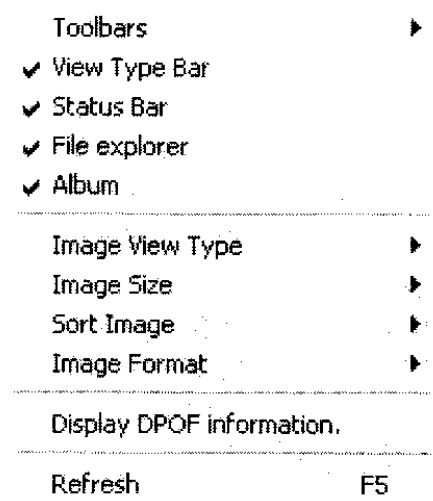 Toolbars
View Type Bar
Status Bar
File explorer
Album
Image View Type
Image Size
Sort Image
Image Format
Display DPOF information.
Refresh F5